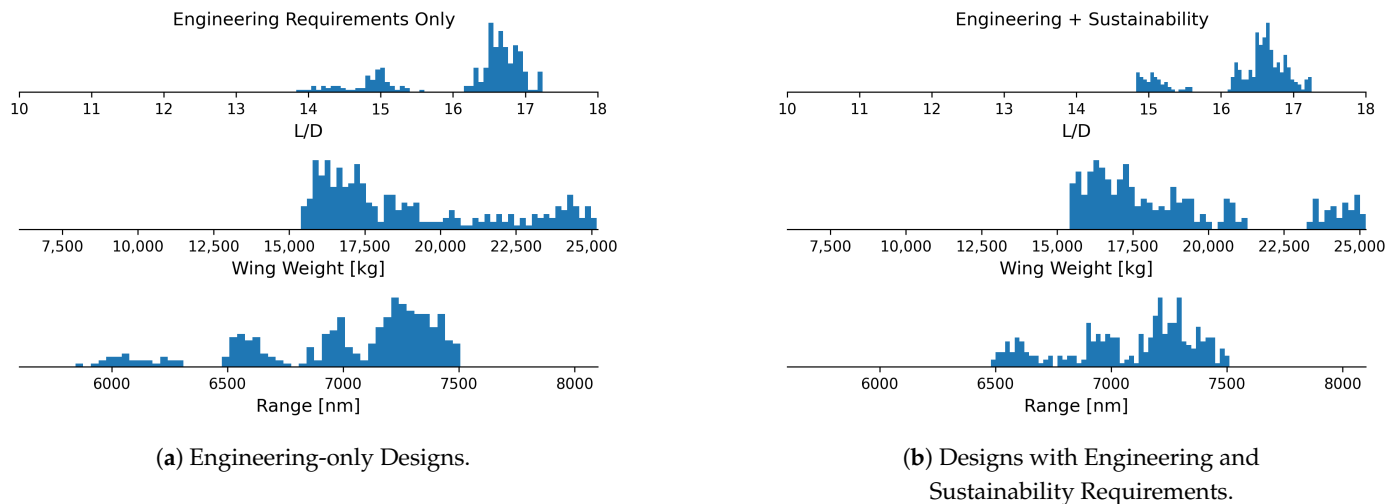 Engineering Requirements Only
10 11 12 13 14 15 16 17 18
L/D
7,500 10,000 12,500 15,000 17,500 20,000 22,500 25,000
Wing Weight [kg]
6000 6500 7000 7500 8000
Range [nm]
(a) Engineering-only Designs.
Engineering + Sustainability
10 11 12 13 14 15 16 17 18
L/D
7,500 10,000 12,500 15,000 17,500 20,000 22,500 25,000
Wing Weight [kg]
6000 6500 7000 7500 8000
Range [nm]
(b) Designs with Engineering and
Sustainability Requirements.